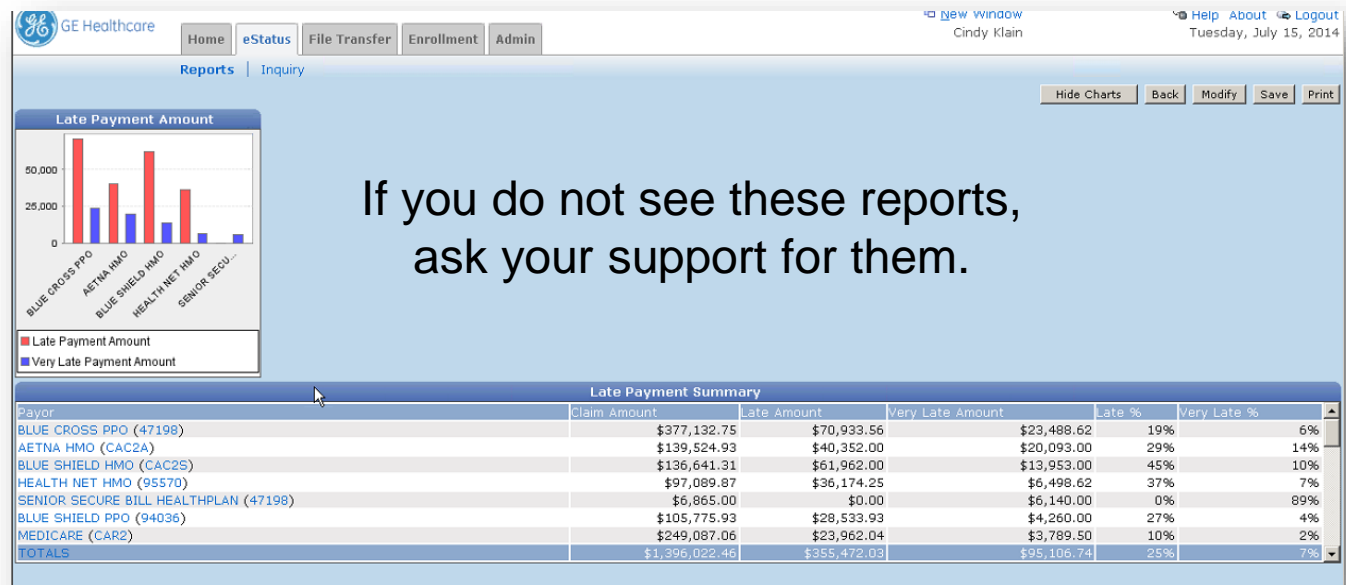 GE Healthcare
Home eStatus File Transfer Enrollment Admin
New Window
Cindy Klain
Help About Logout
Tuesday, July 15, 2014
Reports | Inquiry
Hide Charts Back Modify Save Print
Late Payment Amount
50,000
25,000
0
BLUE CROSS PPO
AETNA HMO
BLUE SHIELD HMO
HEALTH NET HMO
SENIOR SECU...
Late Payment Amount
Very Late Payment Amount
If you do not see these reports,
ask your support for them.
Late Payment Summary
Payor Claim Amount Late Amount Very Late Amount Late % Very Late %
BLUE CROSS PPO (47198) $377,132.75 $70,933.56 $23,488.62 19% 6%
AETNA HMO (CAC2A) $139,524.93 $40,352.00 $20,093.00 29% 14%
BLUE SHIELD HMO (CAC2S) $136,641.31 $61,962.00 $13,953.00 45% 10%
HEALTH NET HMO (95570) $97,089.87 $36,174.25 $6,498.62 37% 7%
SENIOR SECURE BILL HEALTHPLAN (47198) $6,865.00 $0.00 $6,140.00 0% 89%
BLUE SHIELD PPO (94036) $105,775.93 $28,533.93 $4,260.00 27% 4%
MEDICARE (CAR2) $249,087.06 $23,962.04 $3,789.50 10% 2%
TOTALS $1,396,022.46 $355,472.03 $95,106.74 25% 7%